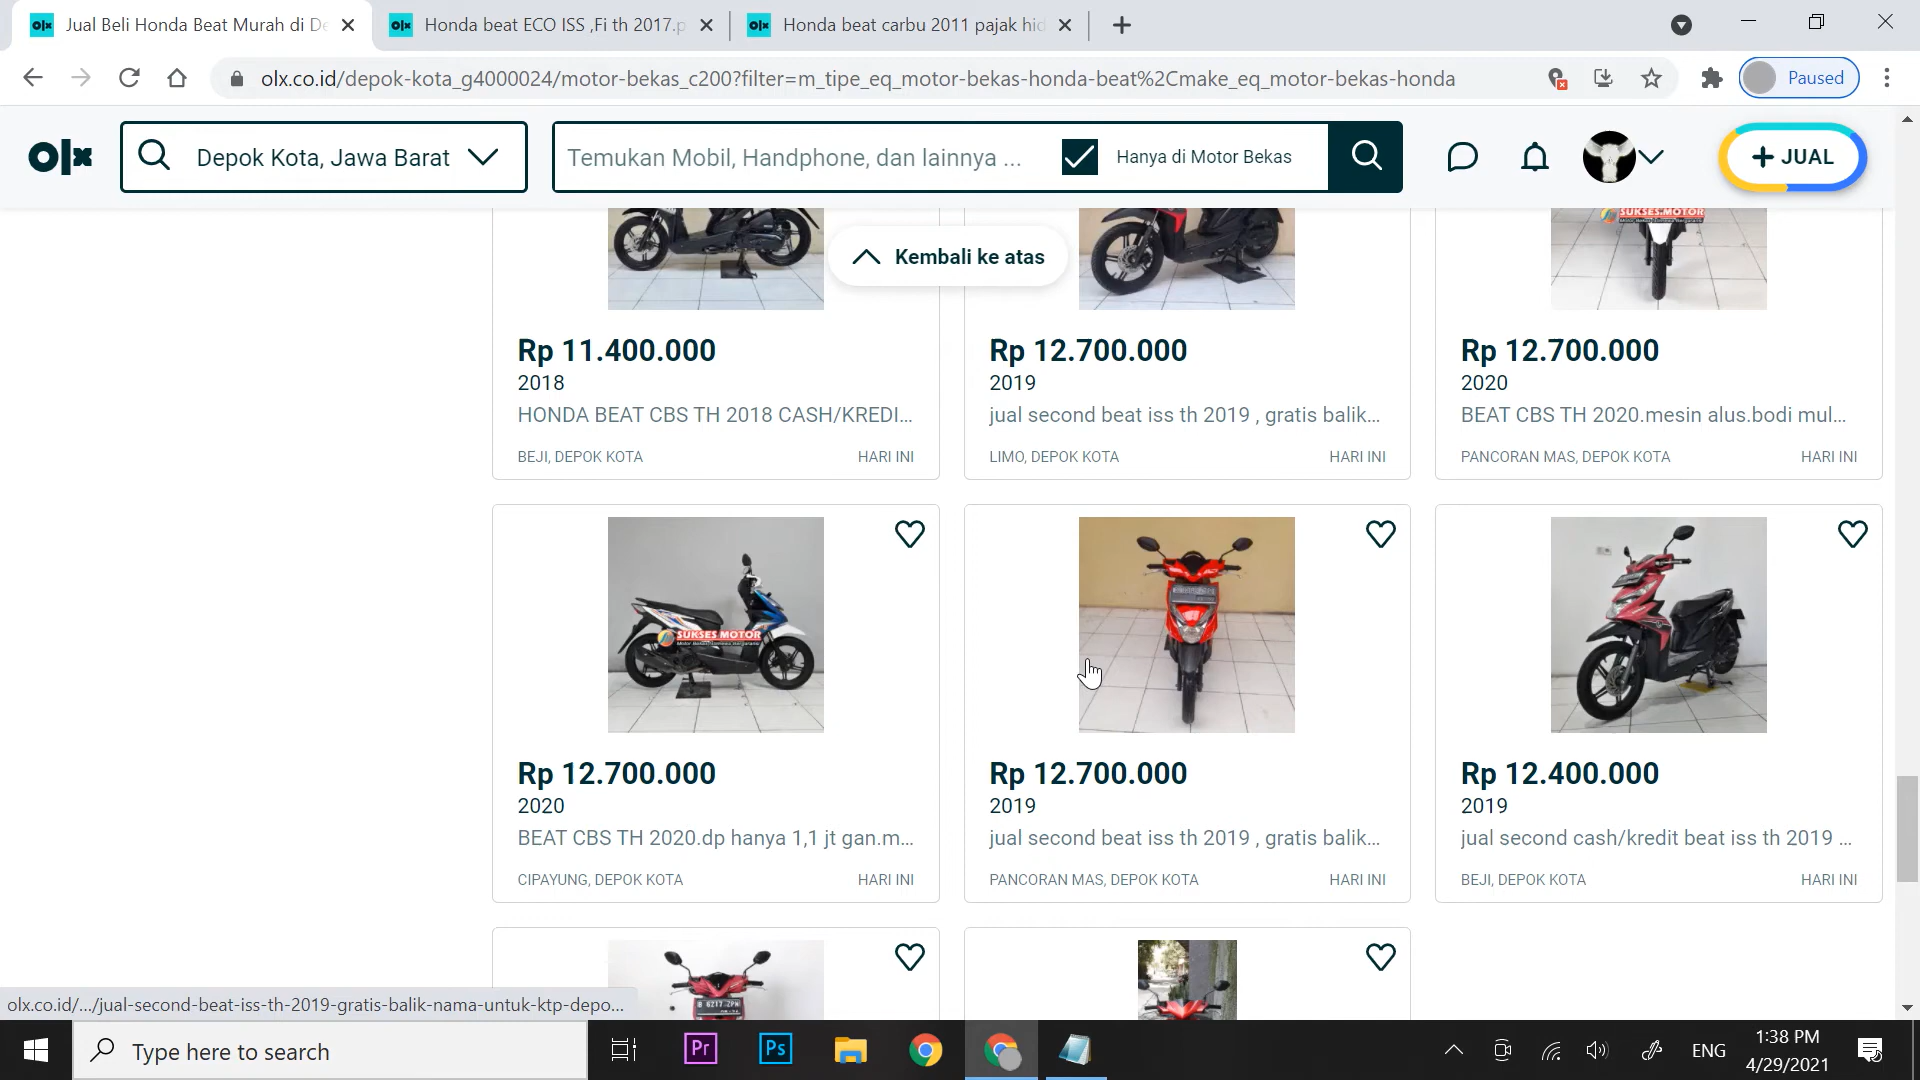 Jual Beli Honda Beat Murah di De
Honda beat ECO ISS ,Fi th 2017.p
Honda beat carbu 2011 pajak hid
olx.co.id/depok-kota_g4000024/motor-bekas_c200?filter=m_tipe_eq_motor-bekas-honda-beat%2Cmake_eq_motor-bekas-honda
Paused
olx
Depok Kota, Jawa Barat
Temukan Mobil, Handphone, dan lainnya ...
Hanya di Motor Bekas
+ JUAL
Kembali ke atas
SUKSES.MOTOR
Rp 11.400.000
2018
HONDA BEAT CBS TH 2018 CASH/KREDI...
BEJI, DEPOK KOTA
HARI INI
Rp 12.700.000
2019
jual second beat iss th 2019 , gratis balik...
LIMO, DEPOK KOTA
HARI INI
Rp 12.700.000
2020
BEAT CBS TH 2020.mesin alus.bodi mul...
PANCORAN MAS, DEPOK KOTA
HARI INI
SUKSES MOTOR
Rp 12.700.000
2020
BEAT CBS TH 2020.dp hanya 1,1 jt gan.m...
CIPAYUNG, DEPOK KOTA
HARI INI
Rp 12.700.000
2019
jual second beat iss th 2019 , gratis balik...
PANCORAN MAS, DEPOK KOTA
HARI INI
Rp 12.400.000
2019
jual second cash/kredit beat iss th 2019 ...
BEJI, DEPOK KOTA
HARI INI
B 6217 ZPN
olx.co.id/.../jual-second-beat-iss-th-2019-gratis-balik-nama-untuk-ktp-depo...
Type here to search
Pr
Ps
ENG
1:38 PM
4/29/2021